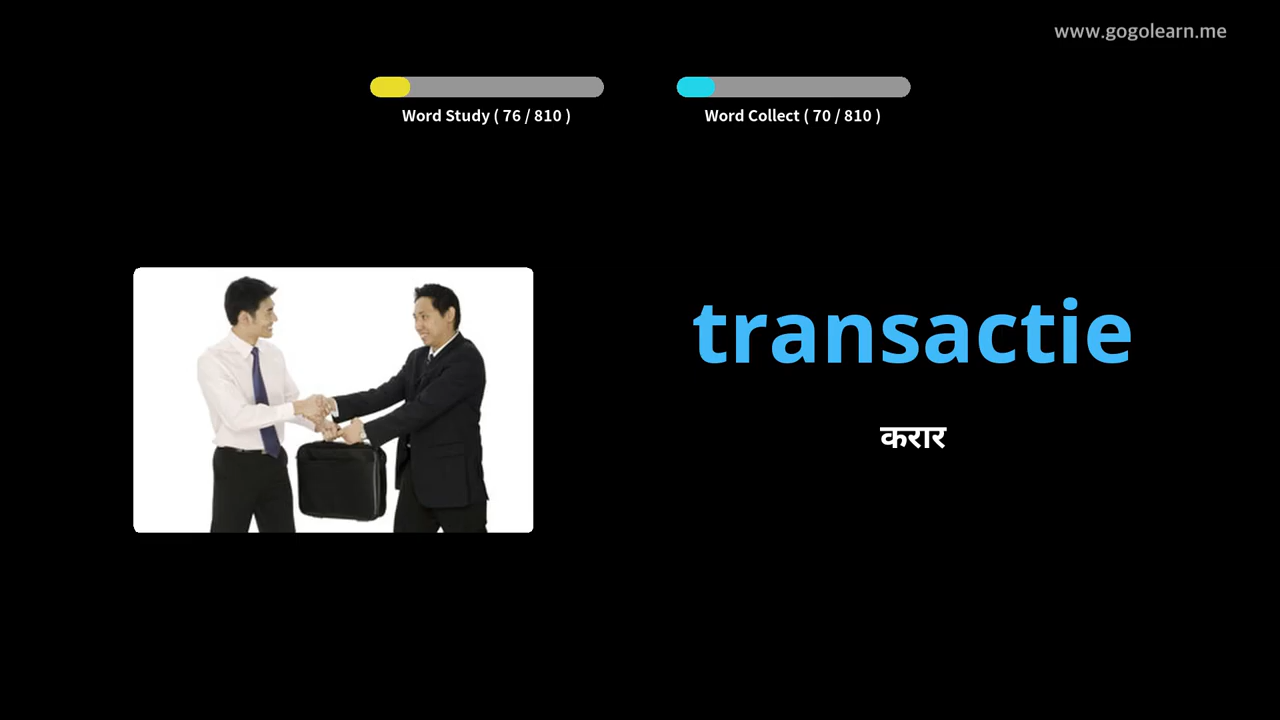 www.gogolearn.me
Word Study ( 76 / 810 )
Word Collect ( 70 / 810 )
transactie
करार